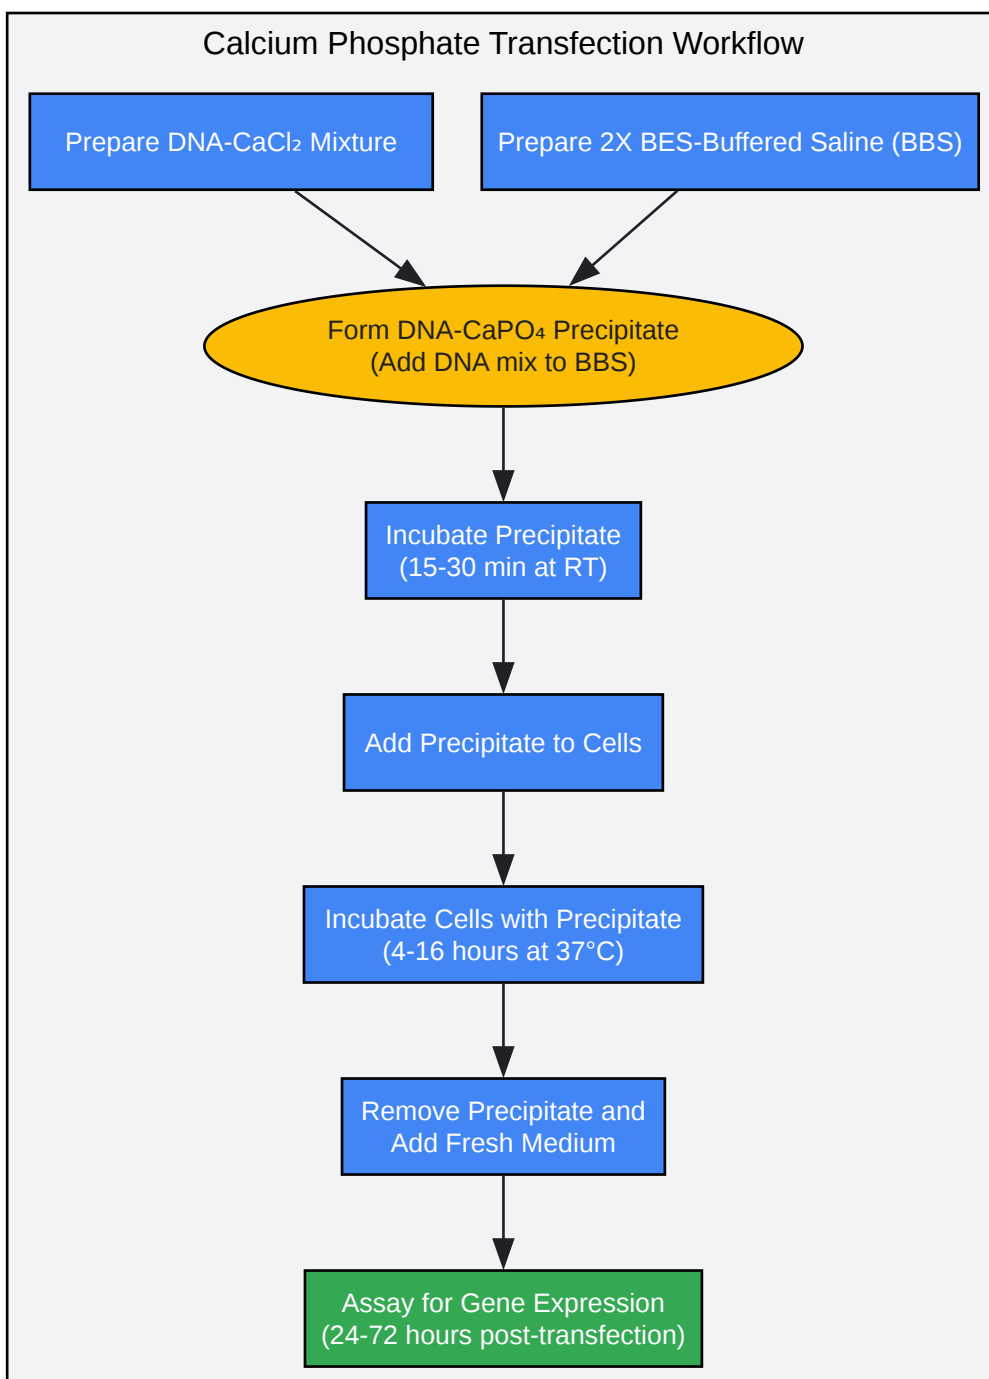 Calcium Phosphate Transfection Workflow
Prepare DNA-CaCl₂ Mixture
Prepare 2X BES-Buffered Saline (BBS)
Form DNA-CaPO₄ Precipitate
(Add DNA mix to BBS)
Incubate Precipitate
(15-30 min at RT)
Add Precipitate to Cells
Incubate Cells with Precipitate
(4-16 hours at 37°C)
Remove Precipitate and
Add Fresh Medium
Assay for Gene Expression
(24-72 hours post-transfection)